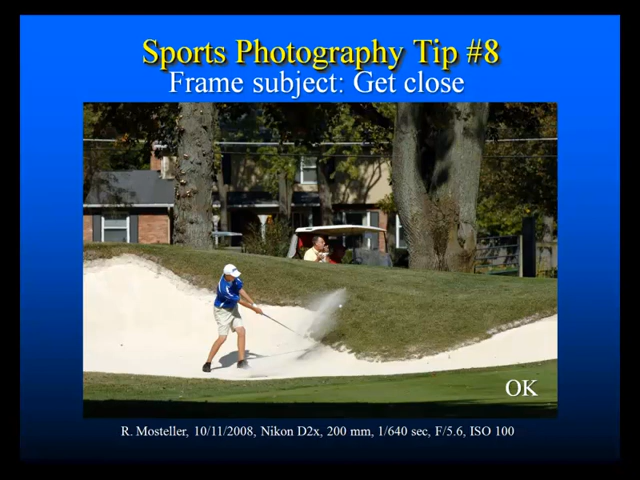 Sports Photography Tip #8
Frame subject: Get close
OK
R. Mosteller, 10/11/2008, Nikon D2x, 200 mm, 1/640 sec, F/5.6, ISO 100